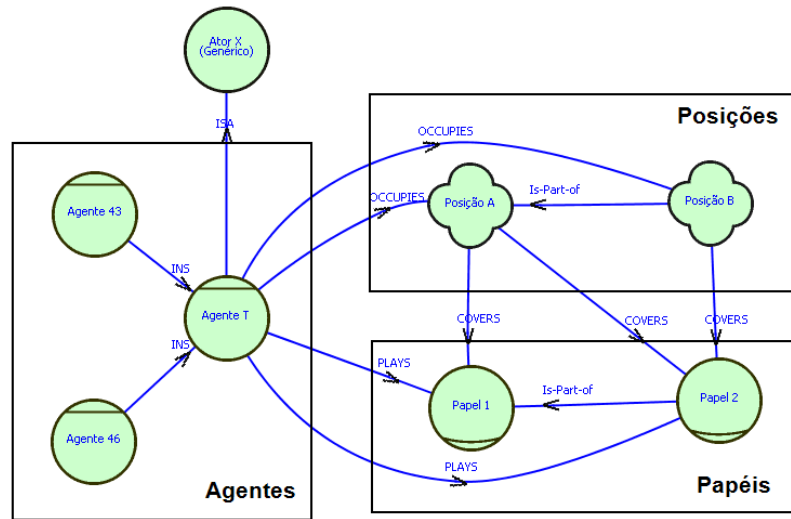 Ator X
(Genérico)
ISA
Posições
OCCUPIES
OCCUPIES
Is-Part-of
Posição A
Posição B
Agente 43
INS
Agente T
INS
Agente 46
COVERS
COVERS
COVERS
PLAYS
Is-Part-of
Papel 1
Papel 2
PLAYS
Agentes
Papéis